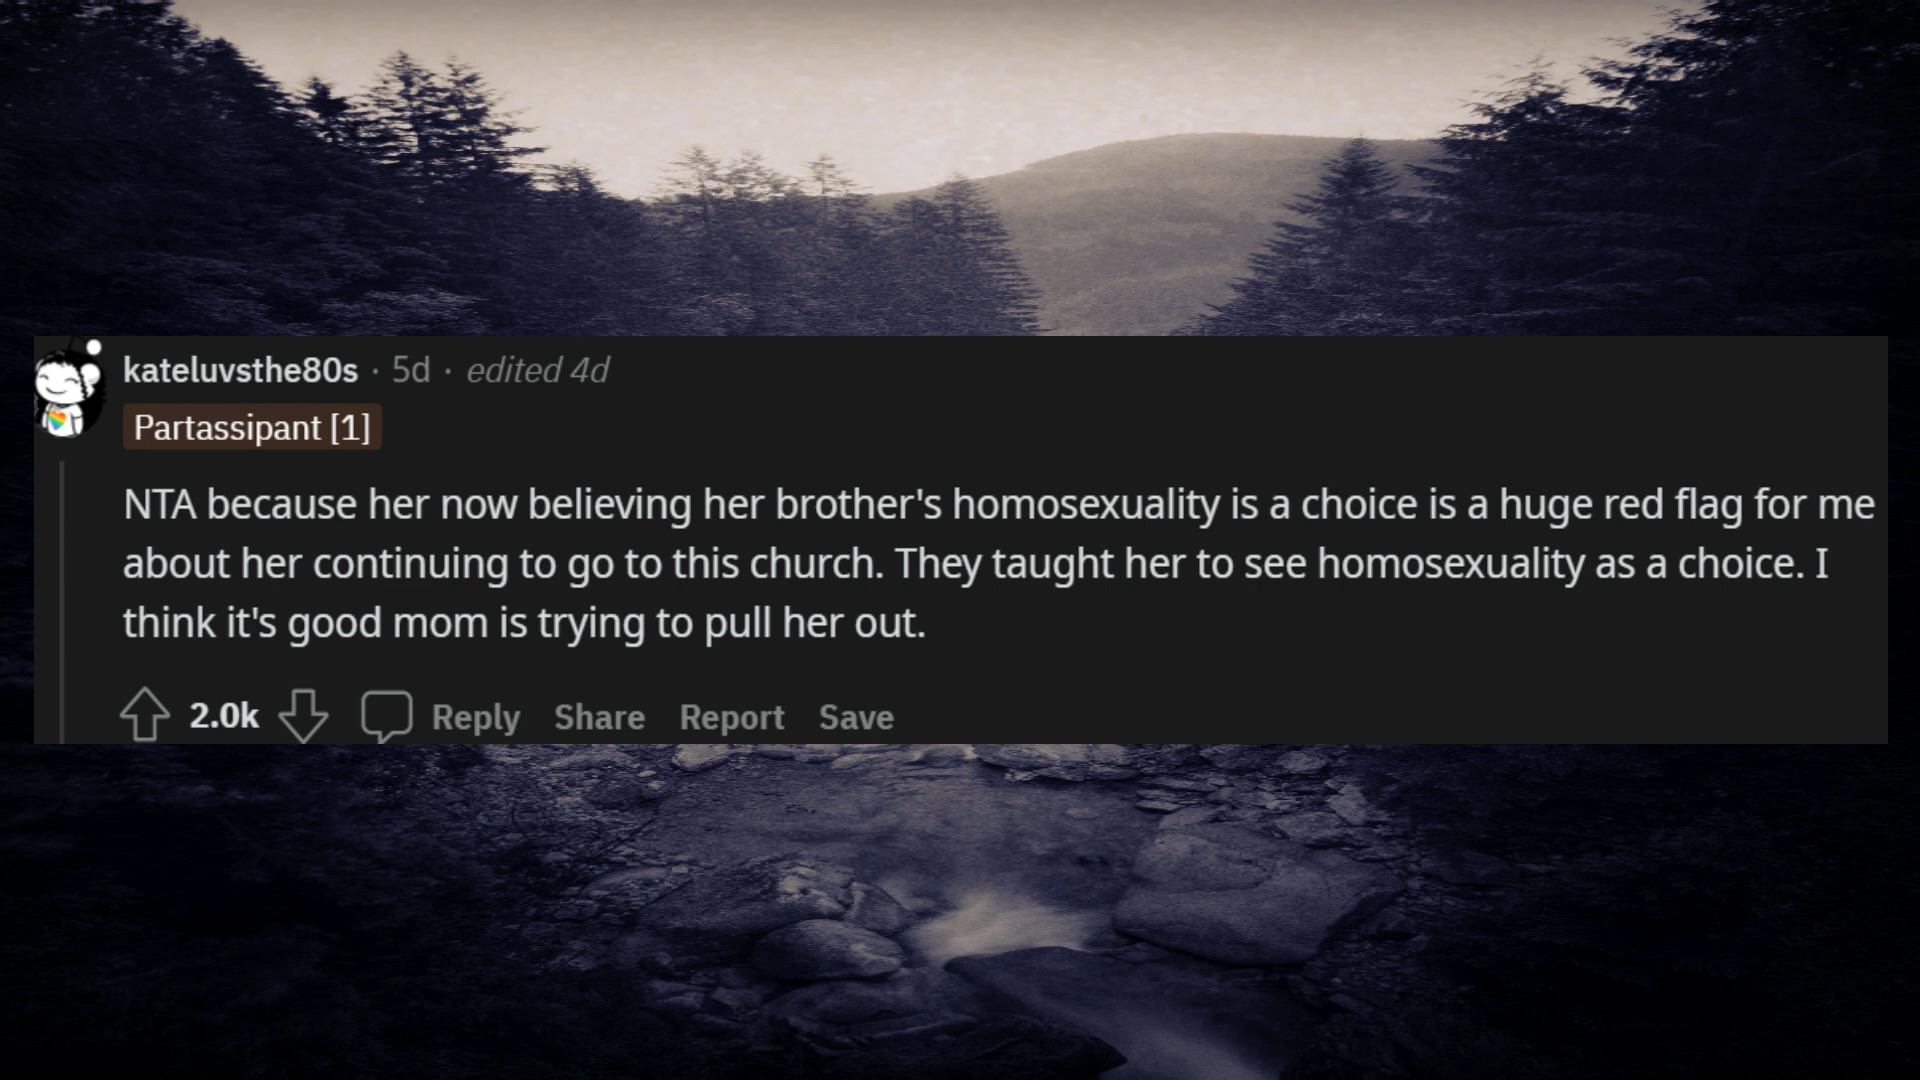 kateluvsthe80s · 5d · edited 4d
Partassipant [1]
NTA because her now believing her brother's homosexuality is a choice is a huge red flag for me
about her continuing to go to this church. They taught her to see homosexuality as a choice. I
think it's good mom is trying to pull her out.
2.0k Reply Share Report Save